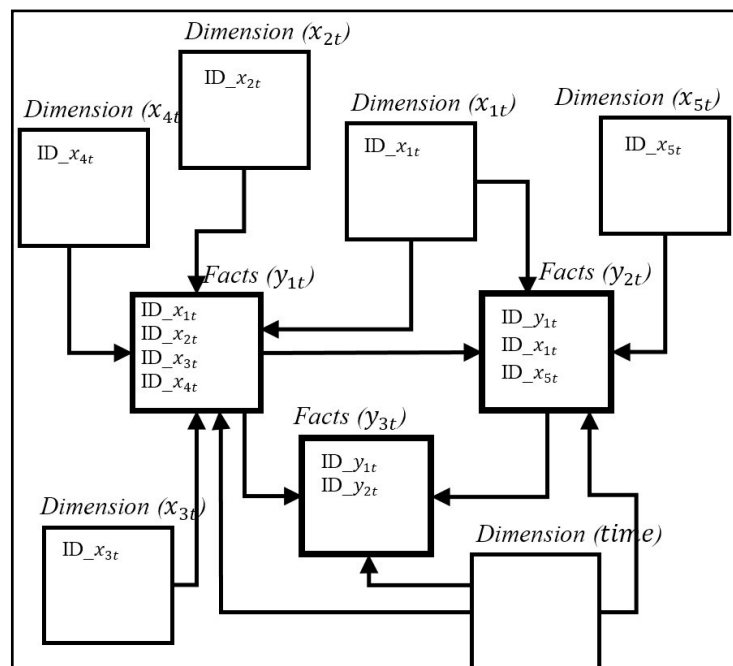 Dimension (x₂ₜ)
ID_x₂ₜ
Dimension (x₄ₜ
ID_x₄ₜ
Dimension (x₁ₜ)
ID_x₁ₜ
Dimension (x₅ₜ)
ID_x₅ₜ
Facts (y₁ₜ)
ID_x₁ₜ
ID_x₂ₜ
ID_x₃ₜ
ID_x₄ₜ
Facts (y₂ₜ)
ID_y₁ₜ
ID_x₁ₜ
ID_x₅ₜ
Facts (y₃ₜ)
ID_y₁ₜ
ID_y₂ₜ
Dimension (x₃ₜ)
ID_x₃ₜ
Dimension (time)